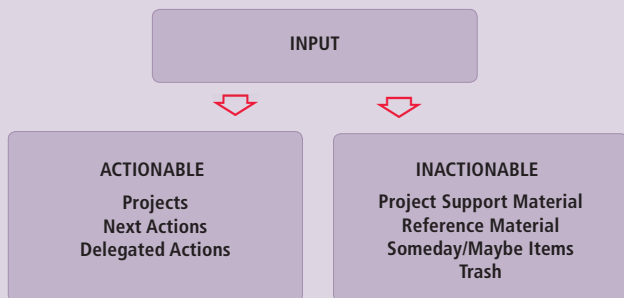 INPUT
ACTIONABLE
Projects
Next Actions
Delegated Actions
INACTIONABLE
Project Support Material
Reference Material
Someday/Maybe Items
Trash